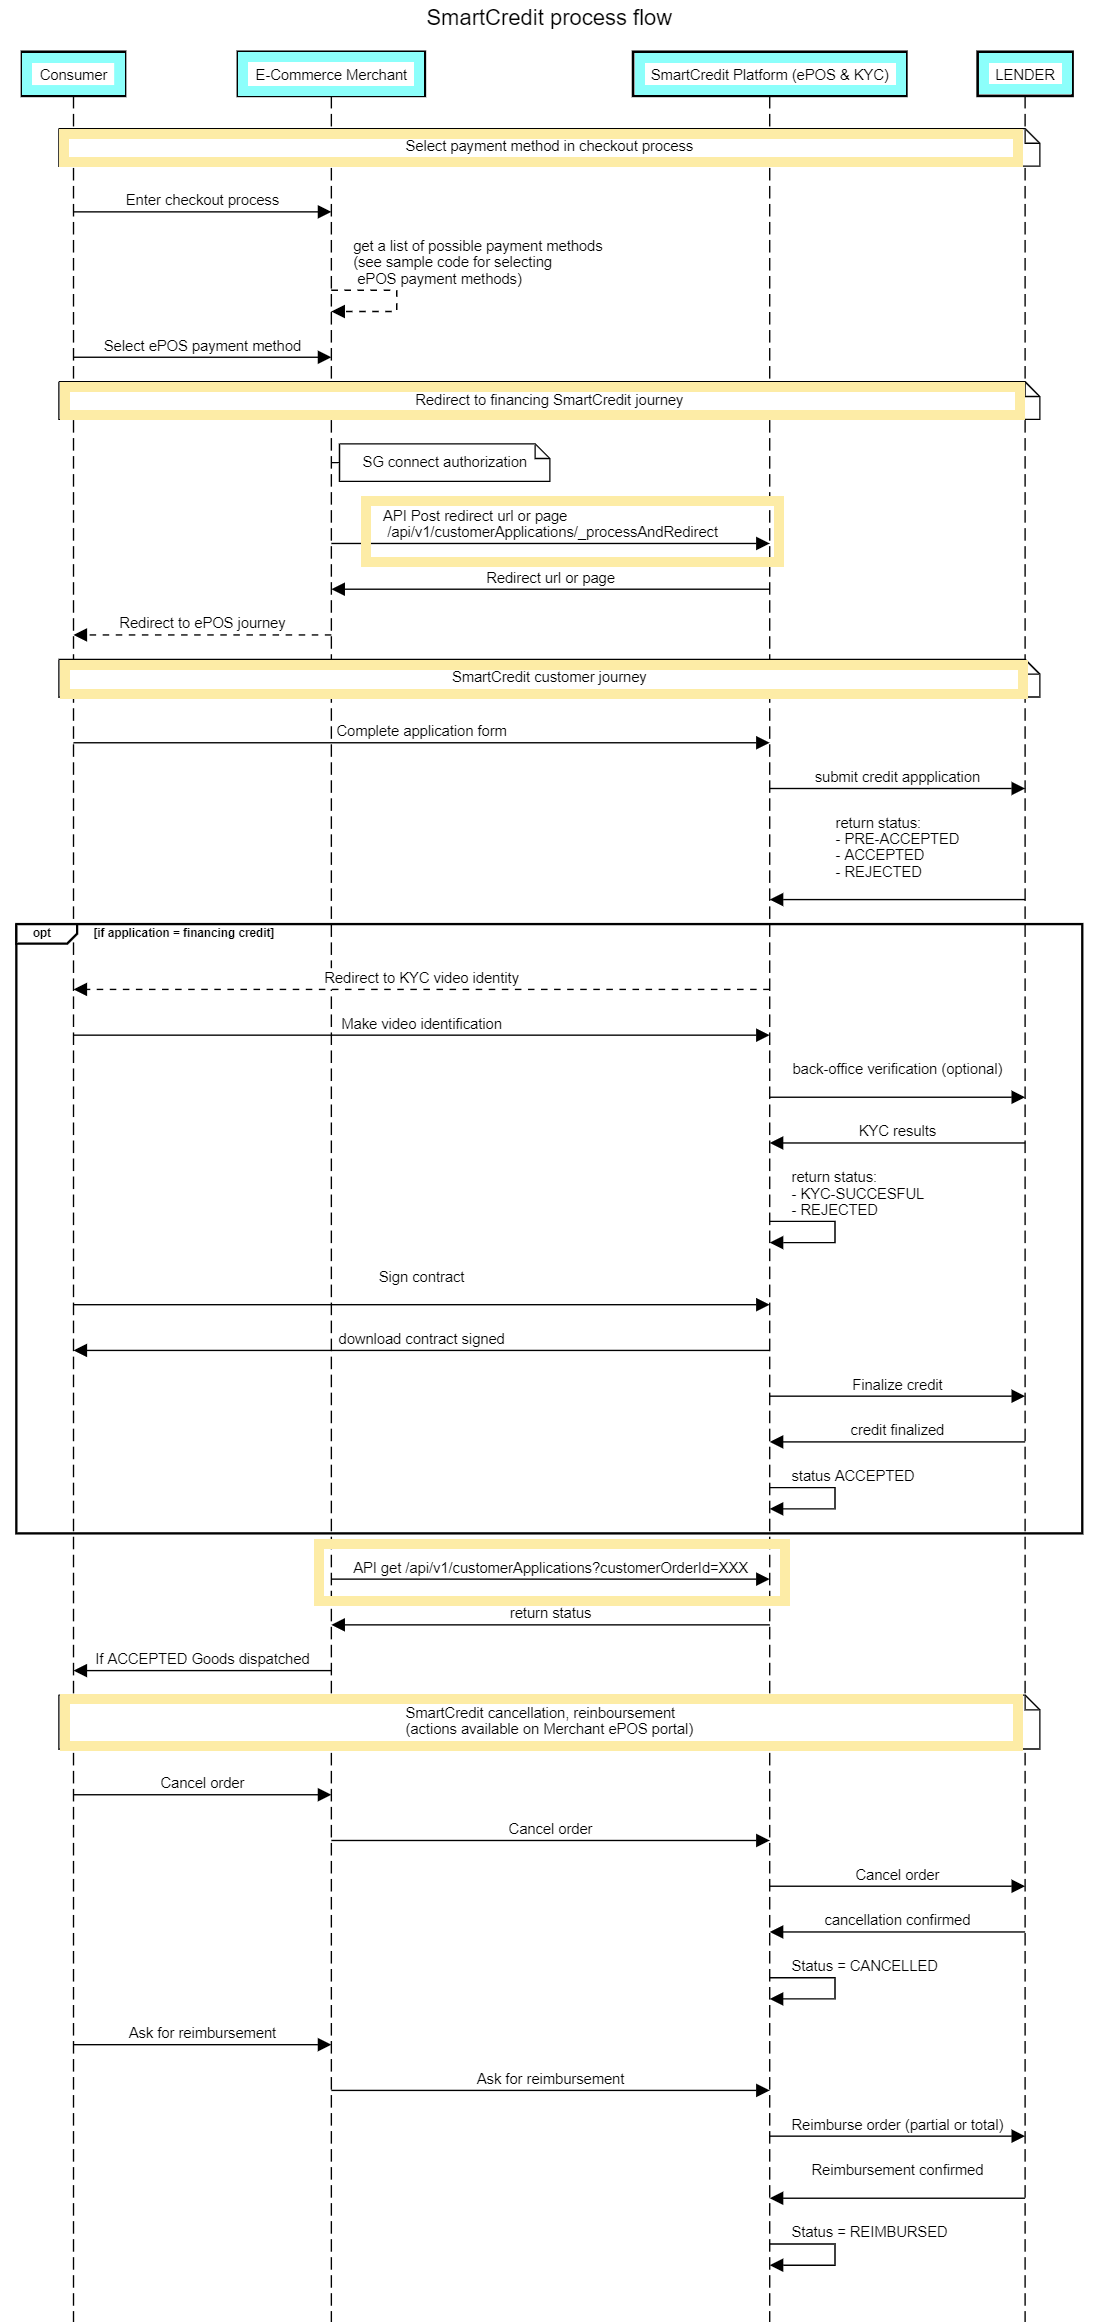 SmartCredit process flow
Consumer
E-Commerce Merchant
SmartCredit Platform (ePOS & KYC)
LENDER
Select payment method in checkout process
Enter checkout process
get a list of possible payment methods
(see sample code for selecting
ePOS payment methods)
Select ePOS payment method
Redirect to financing SmartCredit journey
SG connect authorization
API Post redirect url or page
/api/v1/customerApplications/_processAndRedirect
Redirect url or page
Redirect to ePOS journey
SmartCredit customer journey
Complete application form
submit credit appplication
return status:
- PRE-ACCEPTED
- ACCEPTED
- REJECTED
opt
[if application = financing credit]
Redirect to KYC video identity
Make video identification
back-office verification (optional)
KYC results
return status:
- KYC-SUCCESFUL
- REJECTED
Sign contract
download contract signed
Finalize credit
credit finalized
status ACCEPTED
API get /api/v1/customerApplications?customerOrderId=XXX
return status
If ACCEPTED Goods dispatched
SmartCredit cancellation, reinboursement
(actions available on Merchant ePOS portal)
Cancel order
Cancel order
Cancel order
cancellation confirmed
Status = CANCELLED
Ask for reimbursement
Ask for reimbursement
Reimburse order (partial or total)
Reimbursement confirmed
Status = REIMBURSED